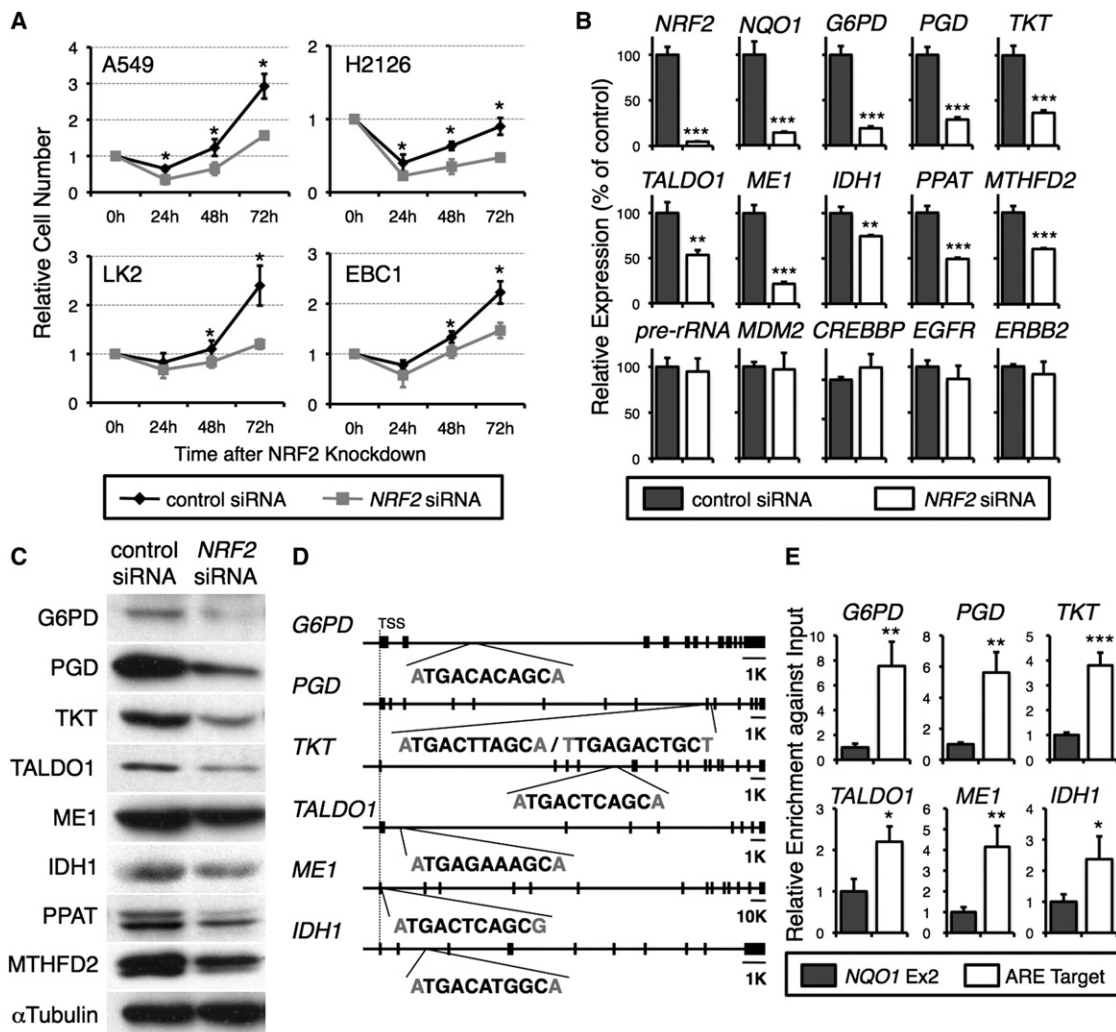 A
Relative Cell Number
A549
4
3
2
1
0
0h 24h 48h 72h
* * *
H2126
2
1
0
0h 24h 48h 72h
* * *
LK2
3
2
1
0
0h 24h 48h 72h
* *
EBC1
3
2
1
0
0h 24h 48h 72h
* *
Time after NRF2 Knockdown
control siRNA NRF2 siRNA
B
Relative Expression (% of control)
NRF2 NQO1 G6PD PGD TKT
100
50
0
*** *** *** *** ***
TALDO1 ME1 IDH1 PPAT MTHFD2
100
50
0
** *** ** *** ***
pre-rRNA MDM2 CREBBP EGFR ERBB2
100
50
0
control siRNA NRF2 siRNA
C
control siRNA
NRF2 siRNA
G6PD
PGD
TKT
TALDO1
ME1
IDH1
PPAT
MTHFD2
αTubulin
D
TSS
G6PD
1K
ATGACACAGCA
PGD
1K
ATGACTTAGCA / TTGAGACTGCT
TKT
1K
ATGACTCAGCA
TALDO1
1K
ATGAGAAAGCA
ME1
10K
ATGACTCAGCG
IDH1
1K
ATGACATGGCA
E
Relative Enrichment against Input
G6PD PGD TKT
10
8
6
4
2
0
**
8
6
4
2
0
**
5
4
3
2
1
0
***
TALDO1 ME1 IDH1
3
2
1
0
*
6
5
4
3
2
1
0
**
4
3
2
1
0
*
NQO1 Ex2 ARE Target